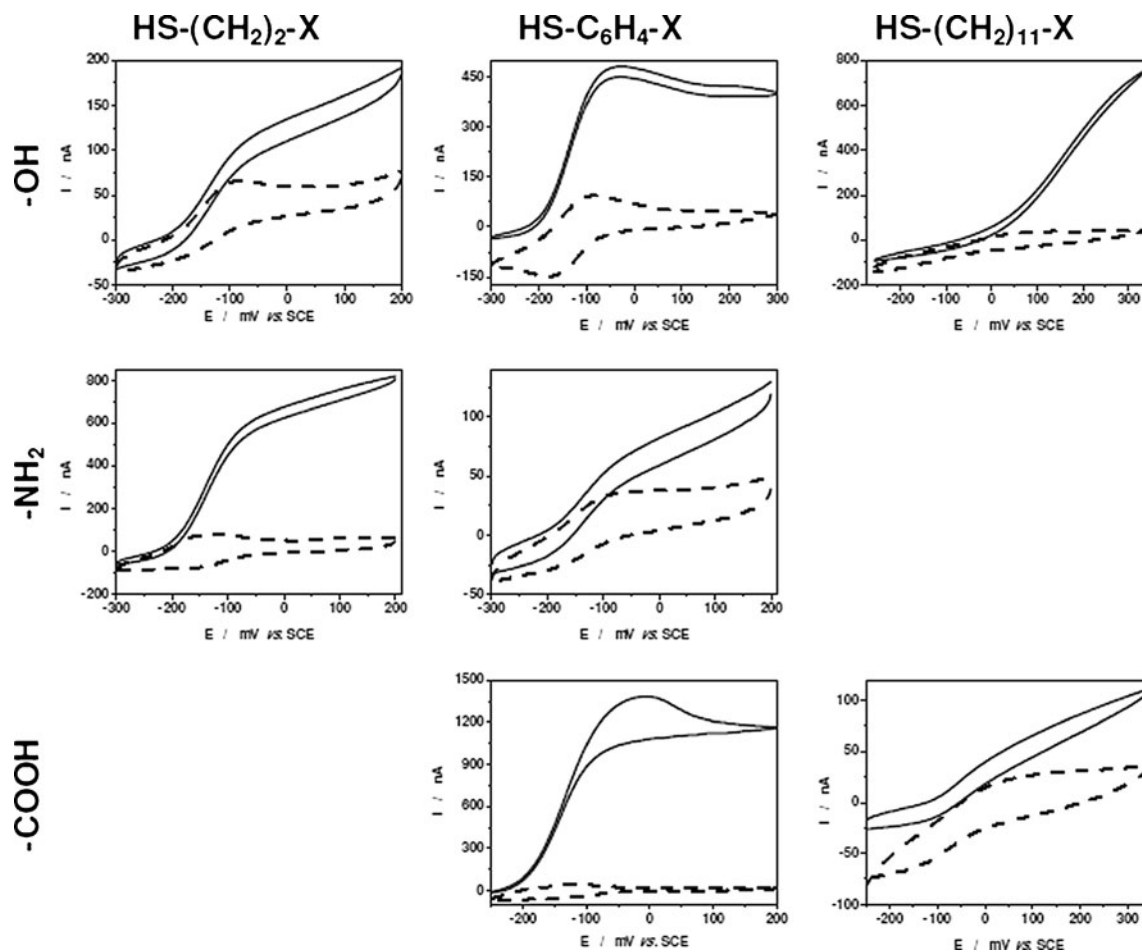 HS-(CH₂)₂-X HS-C₆H₄-X HS-(CH₂)₁₁-X
-OH
200
150
100
50
0
-50
I / nA
-300 -200 -100 0 100 200
E / mV vs. SCE
450
300
150
0
-150
I / nA
-300 -200 -100 0 100 200 300
E / mV vs. SCE
800
600
400
200
0
-200
I / nA
-200 -100 0 100 200 300
E / mV vs. SCE
-NH₂
800
600
400
200
0
-200
I / nA
-300 -200 -100 0 100 200
E / mV vs. SCE
100
50
0
-50
I / nA
-300 -200 -100 0 100 200
E / mV vs. SCE
-COOH
1500
1200
900
600
300
0
I / nA
-200 -100 0 100 200
E / mV vs. SCE
100
50
0
-50
-100
I / nA
-200 -100 0 100 200 300
E / mV vs. SCE